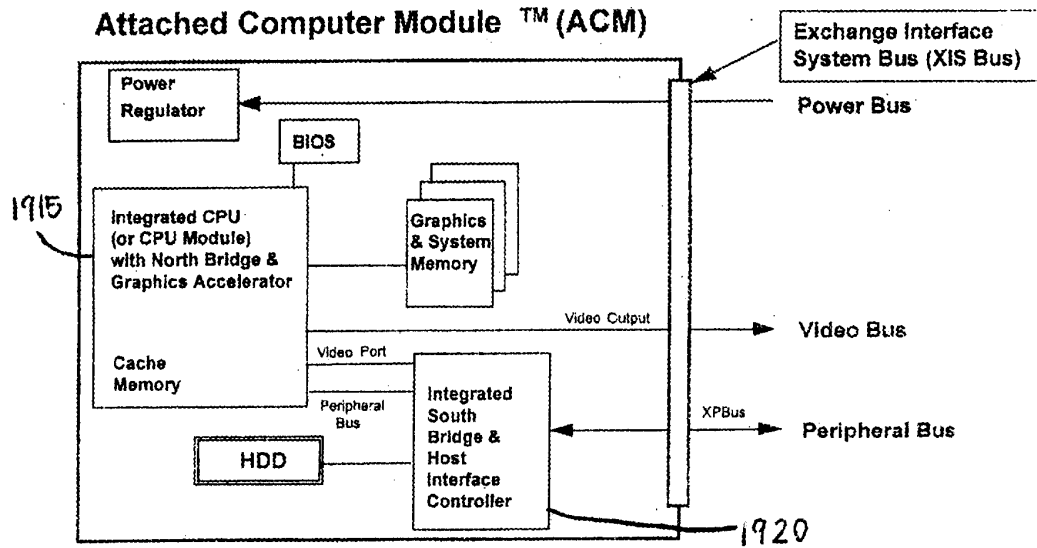 Attached Computer Module ™ (ACM)
Exchange Interface
System Bus (XIS Bus)
Power
Regulator
Power Bus
BIOS
1915
Integrated CPU
(or CPU Module)
with North Bridge &
Graphics Accelerator
Cache
Memory
Graphics
& System
Memory
Video Output
Video Bus
Video Port
Peripheral
Bus
Integrated
South
Bridge &
Host
Interface
Controller
XPBus
Peripheral Bus
HDD
1920